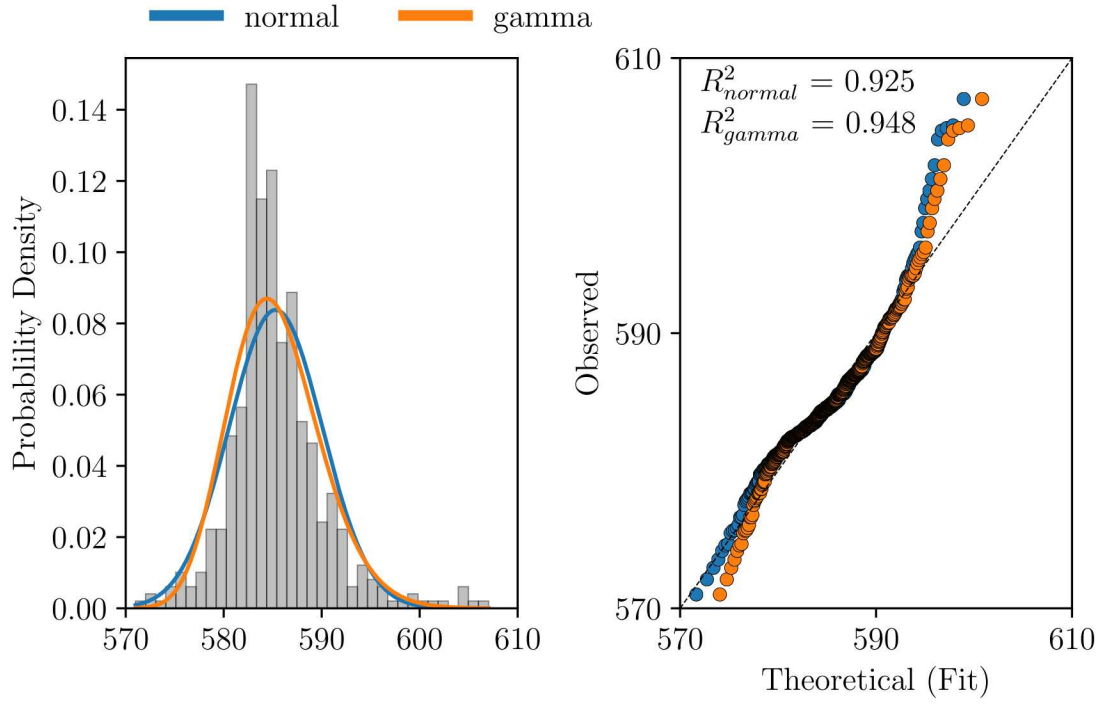 normal
gamma
Probablility Density
0.14
0.12
0.10
0.08
0.06
0.04
0.02
0.00
570
580
590
600
610
R²normal = 0.925
R²gamma = 0.948
Observed
610
590
570
570
590
610
Theoretical (Fit)